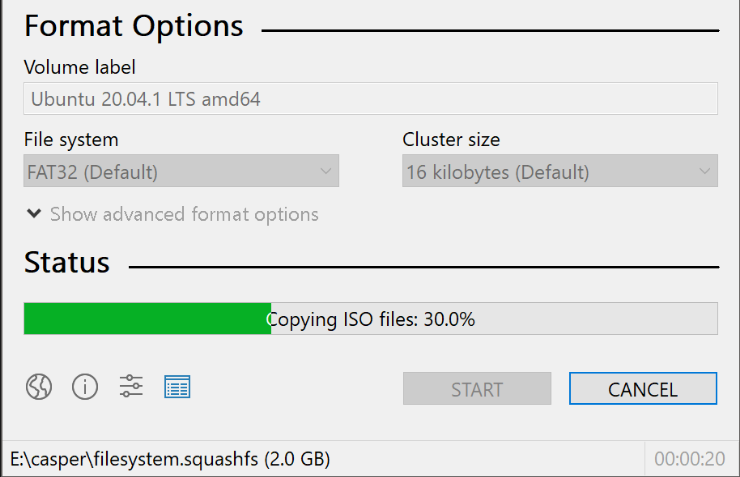 Format Options
Volume label
Ubuntu 20.04.1 LTS amd64
File system
Cluster size
FAT32 (Default)
16 kilobytes (Default)
Show advanced format options
Status
Copying ISO files: 30.0%
START
CANCEL
E:\casper\filesystem.squashfs (2.0 GB)
00:00:20